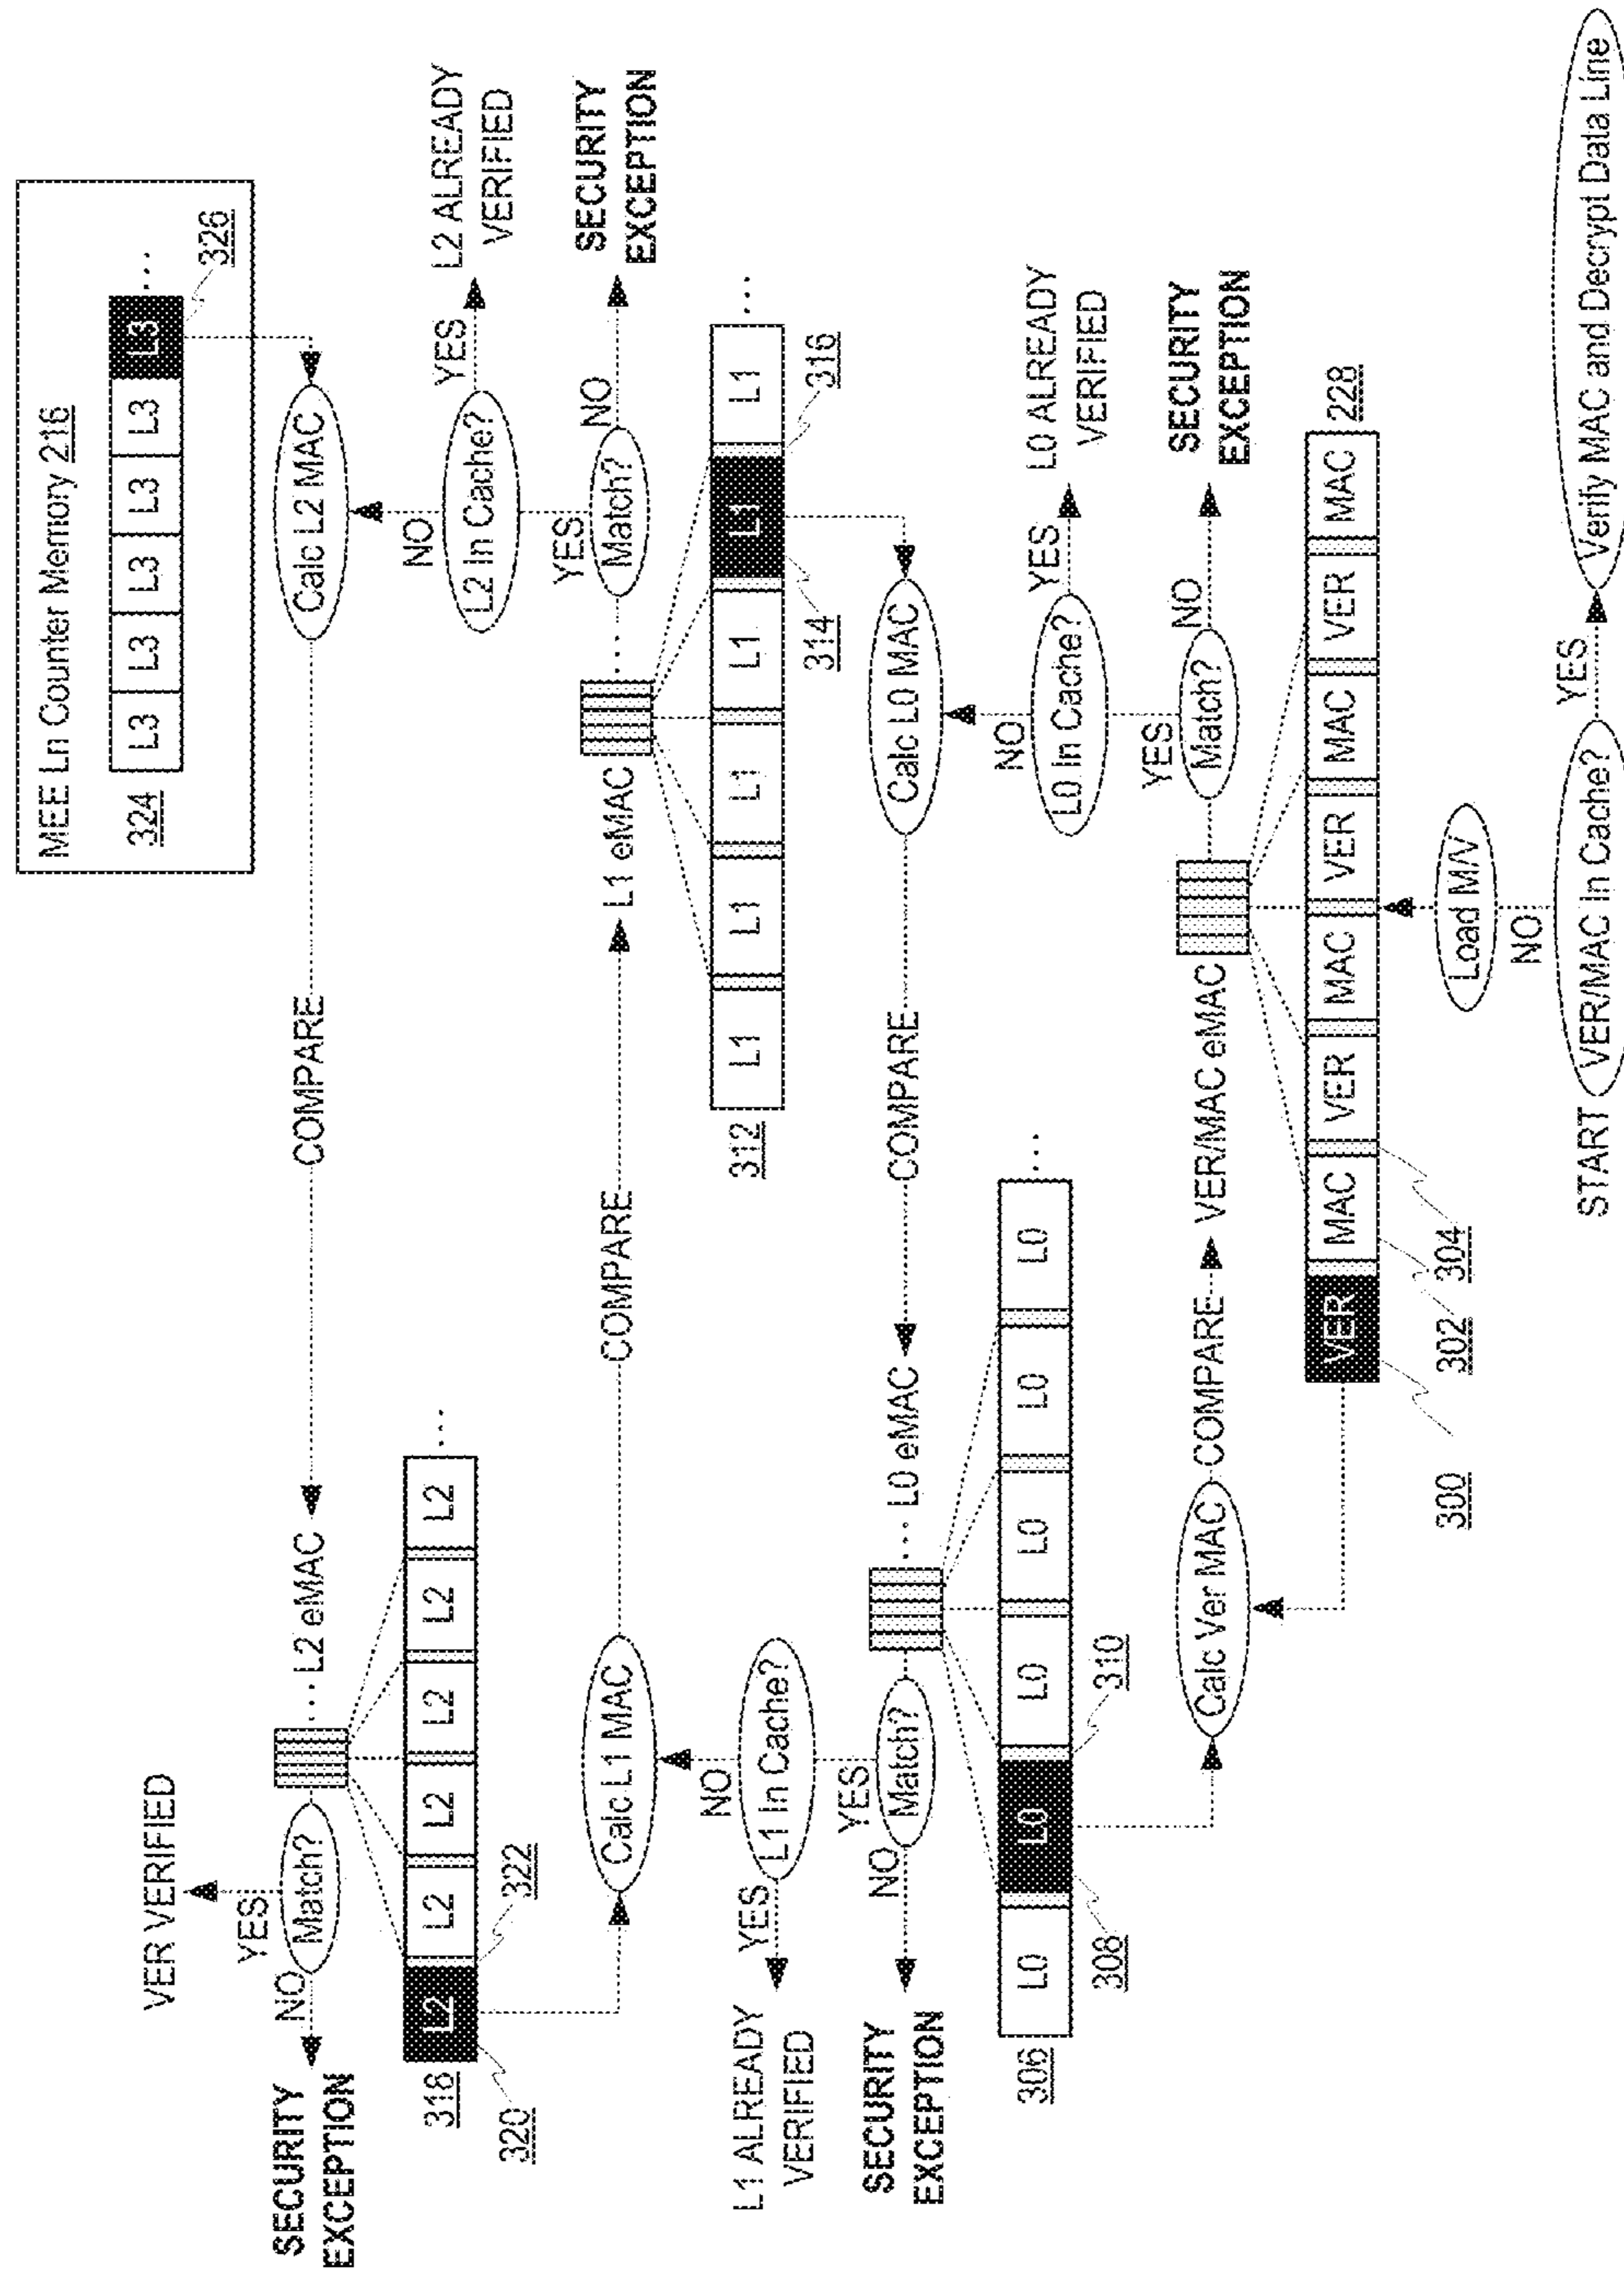 MEE Ln Counter Memory 216
324
L3
L3
L3
L3
L3
L3
...
326
VER VERIFIED
YES
NO
Match?
SECURITY
EXCEPTION
... L2 eMAC
COMPARE
Calc L2 MAC
318
L2
L2
L2
L2
L2
L2
...
320
322
NO
L2 In Cache?
YES
L2 ALREADY
VERIFIED
YES
Match?
NO
SECURITY
EXCEPTION
Calc L1 MAC
COMPARE
L1 eMAC
...
312
L1
L1
L1
L1
L1
L1
...
314
316
NO
L1 In Cache?
YES
L1 ALREADY
VERIFIED
YES
Match?
NO
SECURITY
EXCEPTION
... L0 eMAC
COMPARE
Calc L0 MAC
306
L0
L0
L0
L0
L0
L0
...
308
310
NO
L0 In Cache?
YES
L0 ALREADY
VERIFIED
YES
Match?
NO
SECURITY
EXCEPTION
Calc Ver MAC
COMPARE
VER/MAC eMAC
VER
MAC
VER
MAC
VER
MAC
VER
MAC
228
300
302
304
Load M/V
NO
START
VER/MAC In Cache?
YES
Verify MAC and Decrypt Data Line